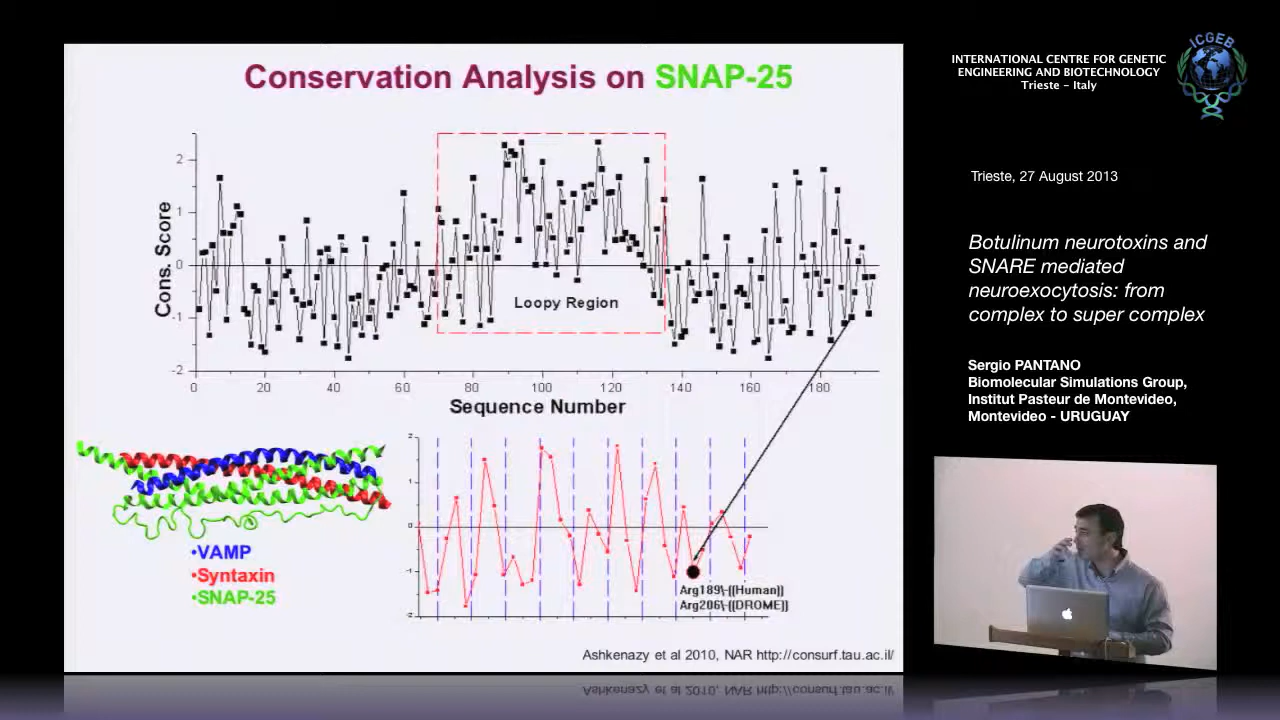 Conservation Analysis on SNAP-25
Cons. Score
2
1
0
-1
-2
Loopy Region
0
20
40
60
80
100
120
140
160
180
Sequence Number
2
1
0
-1
-2
Arg189\-{[Human}]
Arg206\-{[DROME}]
•VAMP
•Syntaxin
•SNAP-25
Ashkenazy et al 2010, NAR http://consurf.tau.ac.il/
INTERNATIONAL CENTRE FOR GENETIC
ENGINEERING AND BIOTECHNOLOGY
Trieste - Italy
ICGEB
Trieste, 27 August 2013
Botulinum neurotoxins and
SNARE mediated
neuroexocytosis: from
complex to super complex
Sergio PANTANO
Biomolecular Simulations Group,
Institut Pasteur de Montevideo,
Montevideo - URUGUAY